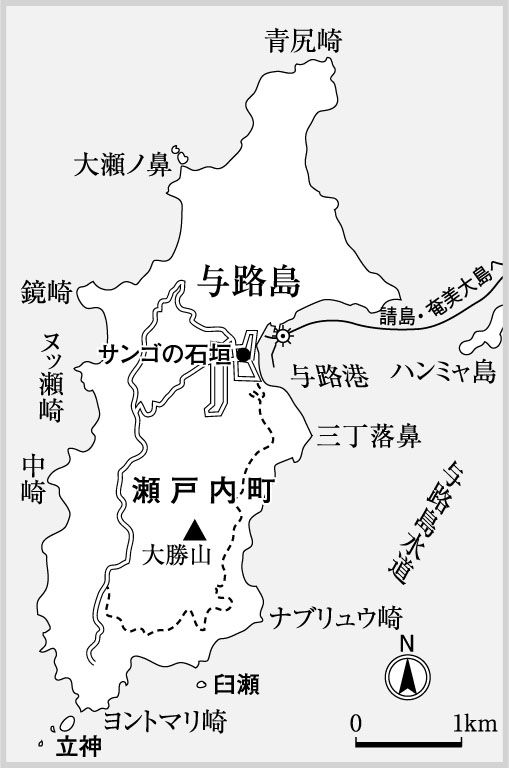 青尻崎
大瀬ノ鼻
与路島
鏡崎
請島・奄美大島へ
サンゴの石垣
与路港
ハンミャ島
ヌッ瀬崎
三丁落鼻
中崎
瀬戸内町
与路島水道
大勝山
ナブリュウ崎
N
臼瀬
ヨントマリ崎
立神
0 1km